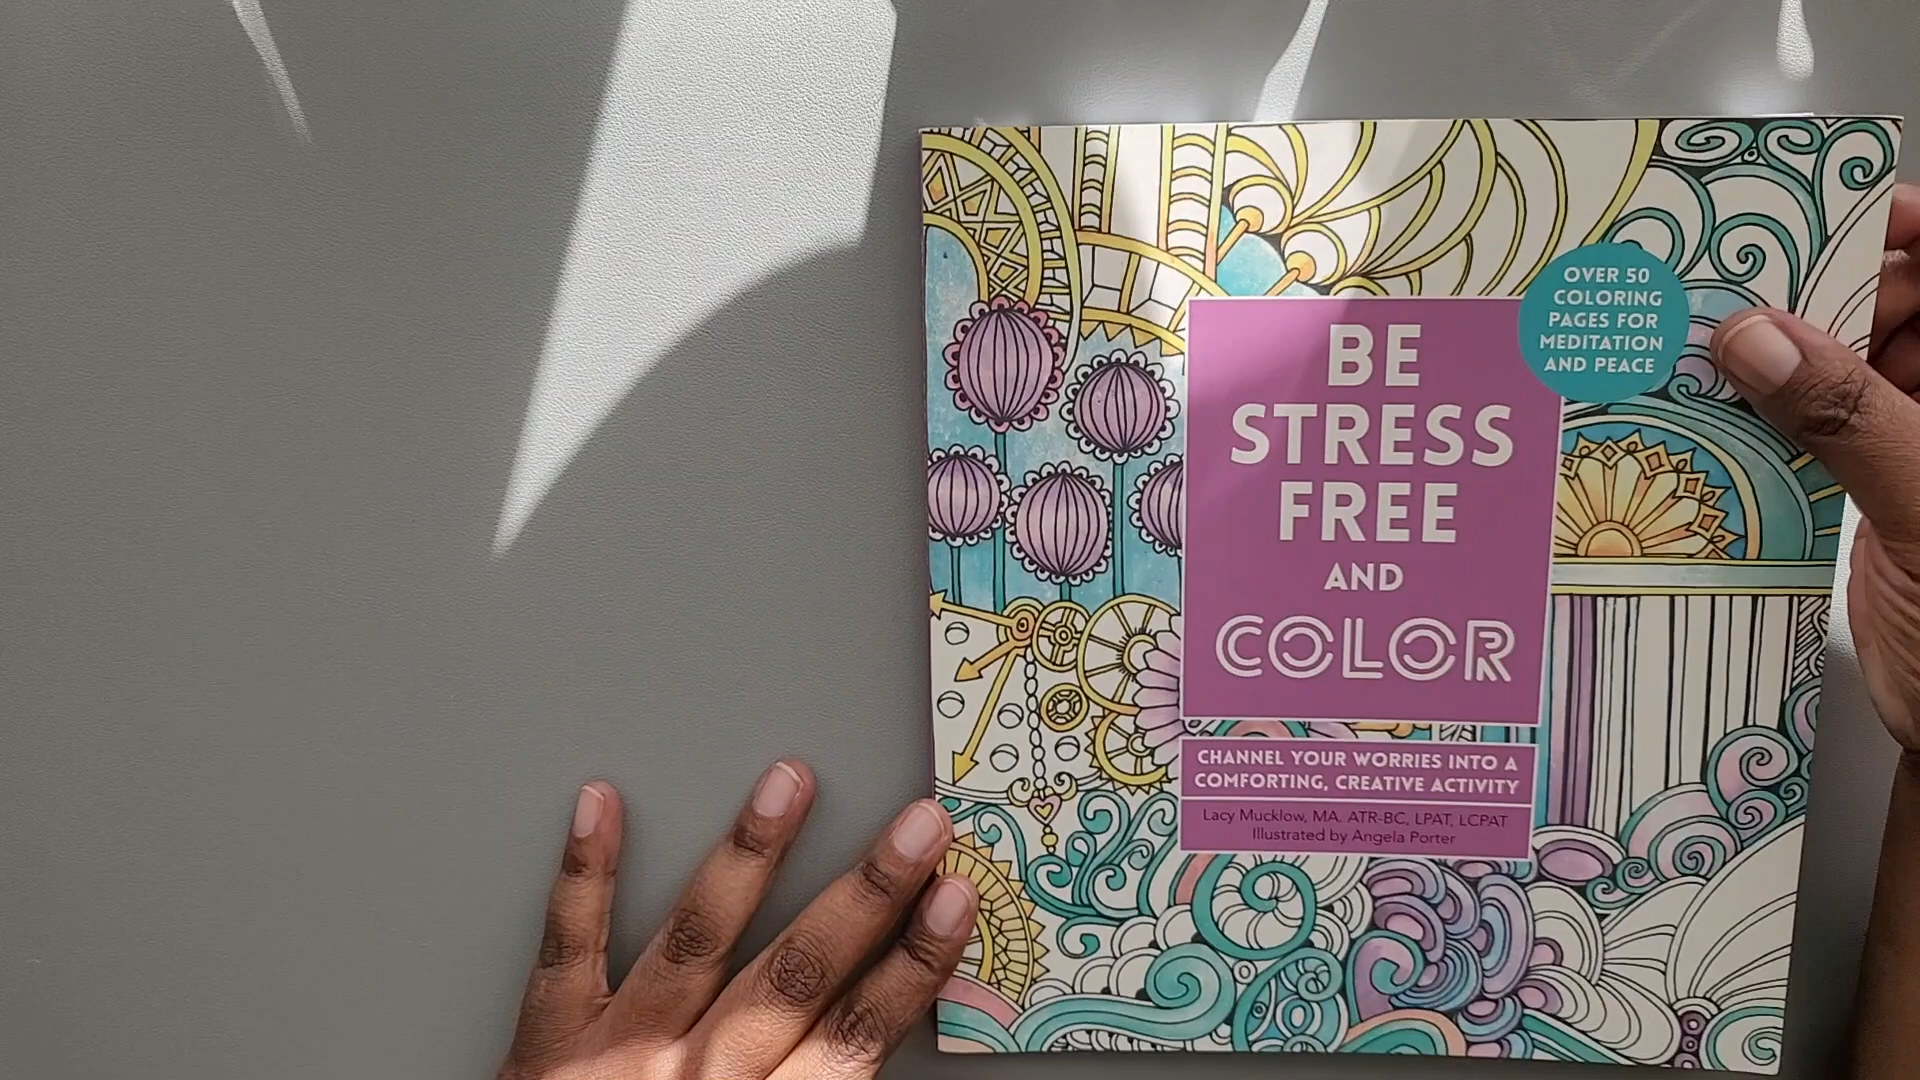 OVER 50
COLORING
PAGES FOR
MEDITATION
AND PEACE
BE
STRESS
FREE
AND
COLOR
CHANNEL YOUR WORRIES INTO A
COMFORTING, CREATIVE ACTIVITY
Lacy Mucklow, MA. ATR-BC, LPAT, LCPAT
Illustrated by Angela Porter